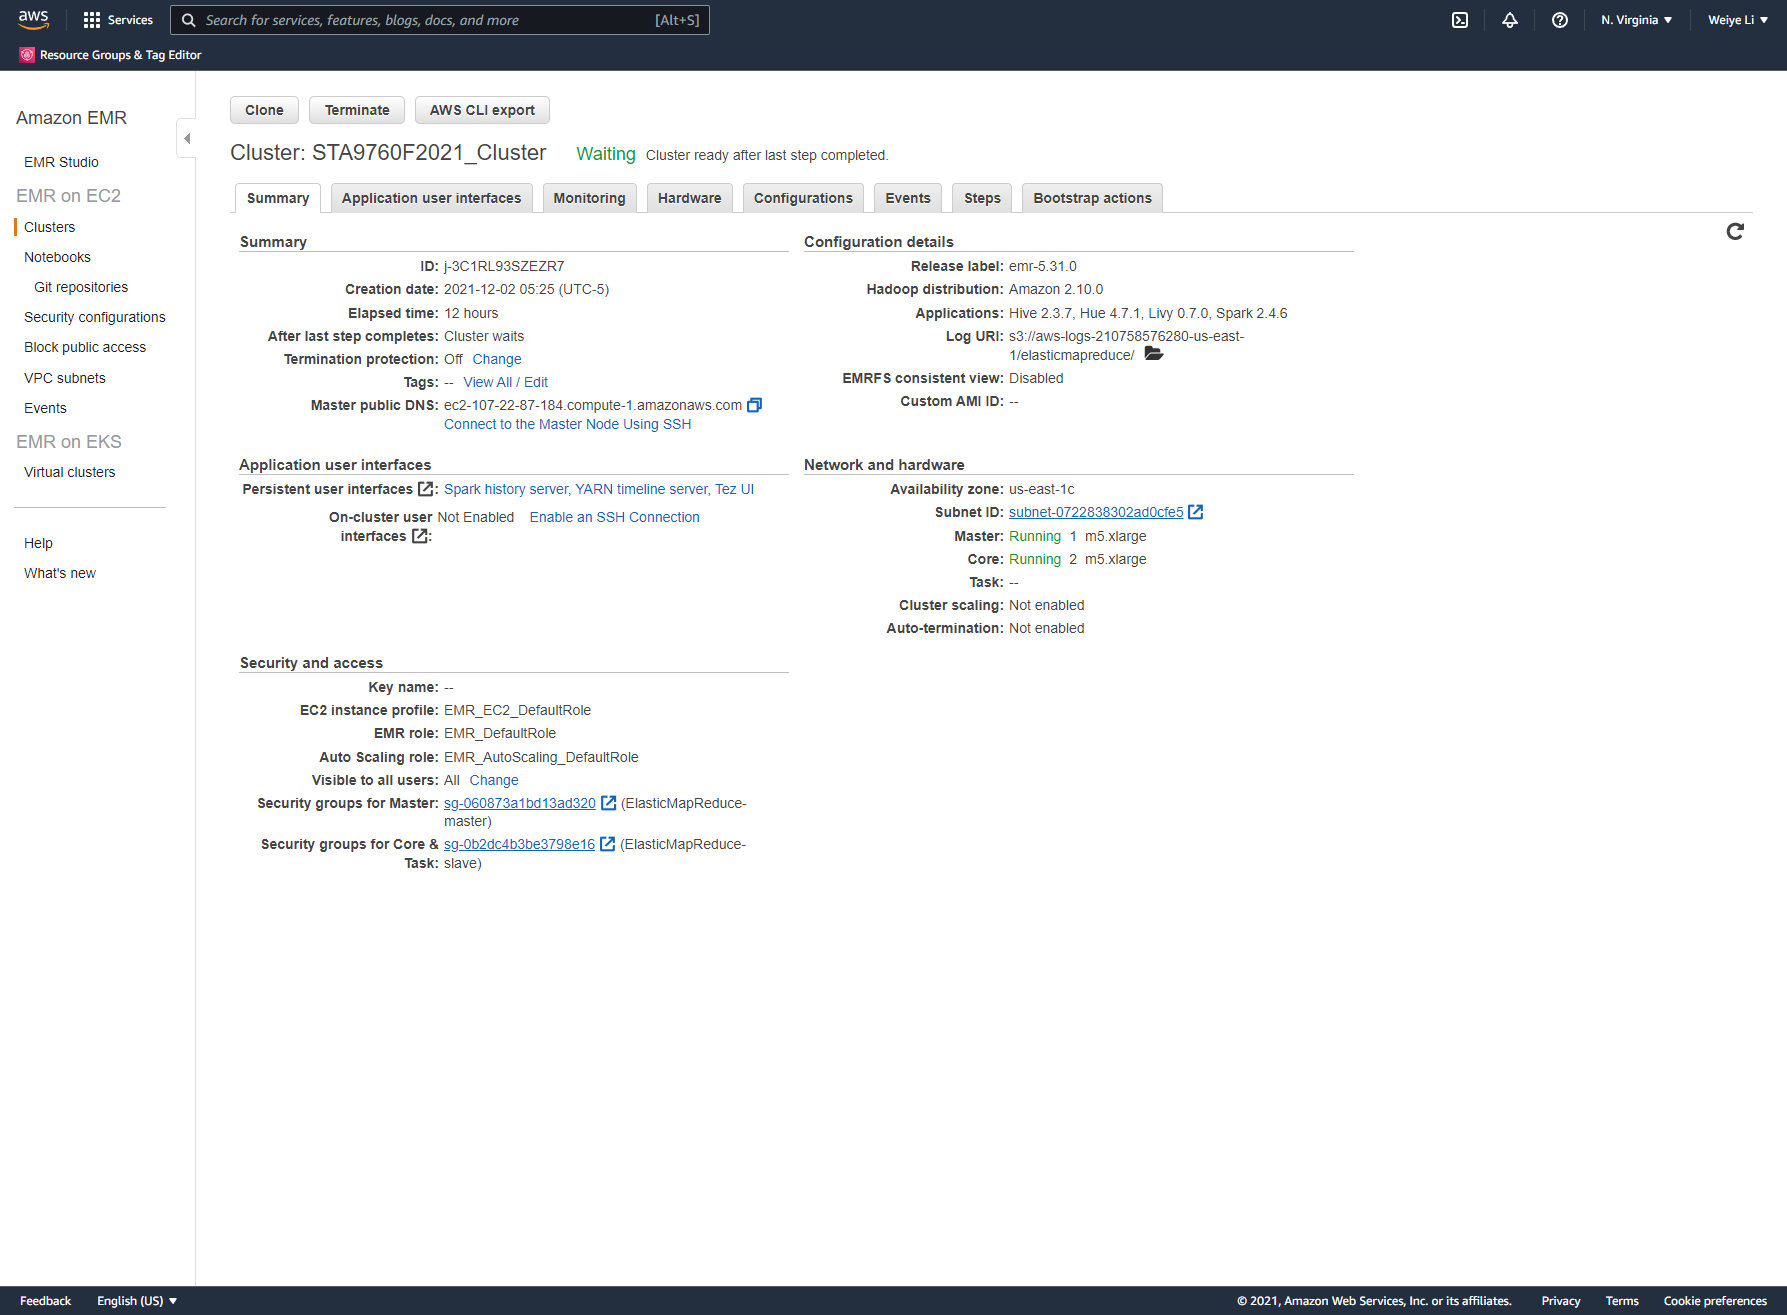 aws
Services
Search for services, features, blogs, docs, and more [Alt+S]
N. Virginia
Weiye Li
Resource Groups & Tag Editor
Amazon EMR
EMR Studio
EMR on EC2
Clusters
Notebooks
Git repositories
Security configurations
Block public access
VPC subnets
Events
EMR on EKS
Virtual clusters
Help
What's new
Clone Terminate AWS CLI export
Cluster: STA9760F2021_Cluster Waiting Cluster ready after last step completed.
Summary Application user interfaces Monitoring Hardware Configurations Events Steps Bootstrap actions
Summary
ID: j-3C1RL93SZEZR7
Creation date: 2021-12-02 05:25 (UTC-5)
Elapsed time: 12 hours
After last step completes: Cluster waits
Termination protection: Off Change
Tags: -- View All / Edit
Master public DNS: ec2-107-22-87-184.compute-1.amazonaws.com
Connect to the Master Node Using SSH
Configuration details
Release label: emr-5.31.0
Hadoop distribution: Amazon 2.10.0
Applications: Hive 2.3.7, Hue 4.7.1, Livy 0.7.0, Spark 2.4.6
Log URI: s3://aws-logs-210758576280-us-east-
1/elasticmapreduce/
EMRFS consistent view: Disabled
Custom AMI ID: --
Application user interfaces
Persistent user interfaces : Spark history server, YARN timeline server, Tez UI
On-cluster user Not Enabled Enable an SSH Connection
interfaces :
Network and hardware
Availability zone: us-east-1c
Subnet ID: subnet-0722838302ad0cfe5
Master: Running 1 m5.xlarge
Core: Running 2 m5.xlarge
Task: --
Cluster scaling: Not enabled
Auto-termination: Not enabled
Security and access
Key name: --
EC2 instance profile: EMR_EC2_DefaultRole
EMR role: EMR_DefaultRole
Auto Scaling role: EMR_AutoScaling_DefaultRole
Visible to all users: All Change
Security groups for Master: sg-060873a1bd13ad320 (ElasticMapReduce-
master)
Security groups for Core & sg-0b2dc4b3be3798e16 (ElasticMapReduce-
Task: slave)
Feedback English (US) © 2021, Amazon Web Services, Inc. or its affiliates. Privacy Terms Cookie preferences